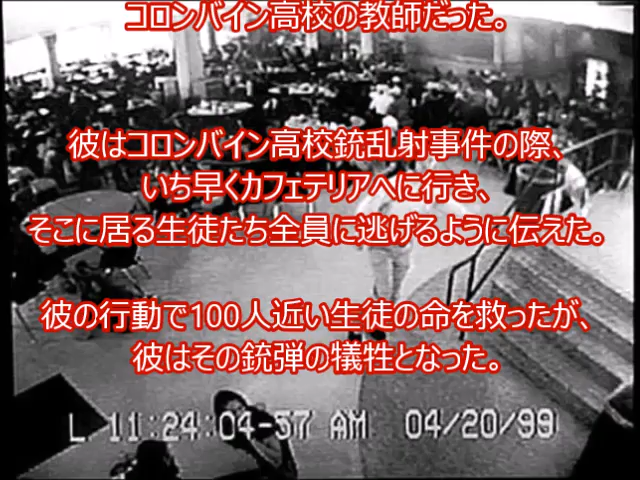 コロンバイン高校の教師だった。
彼はコロンバイン高校銃乱射事件の際、
いち早くカフェテリアへに行き、
そこに居る生徒たち全員に逃げるように伝えた。
彼の行動で100人近い生徒の命を救ったが、
彼はその銃弾の犠牲となった。
L 11:24:04-57 AM 04/20/99